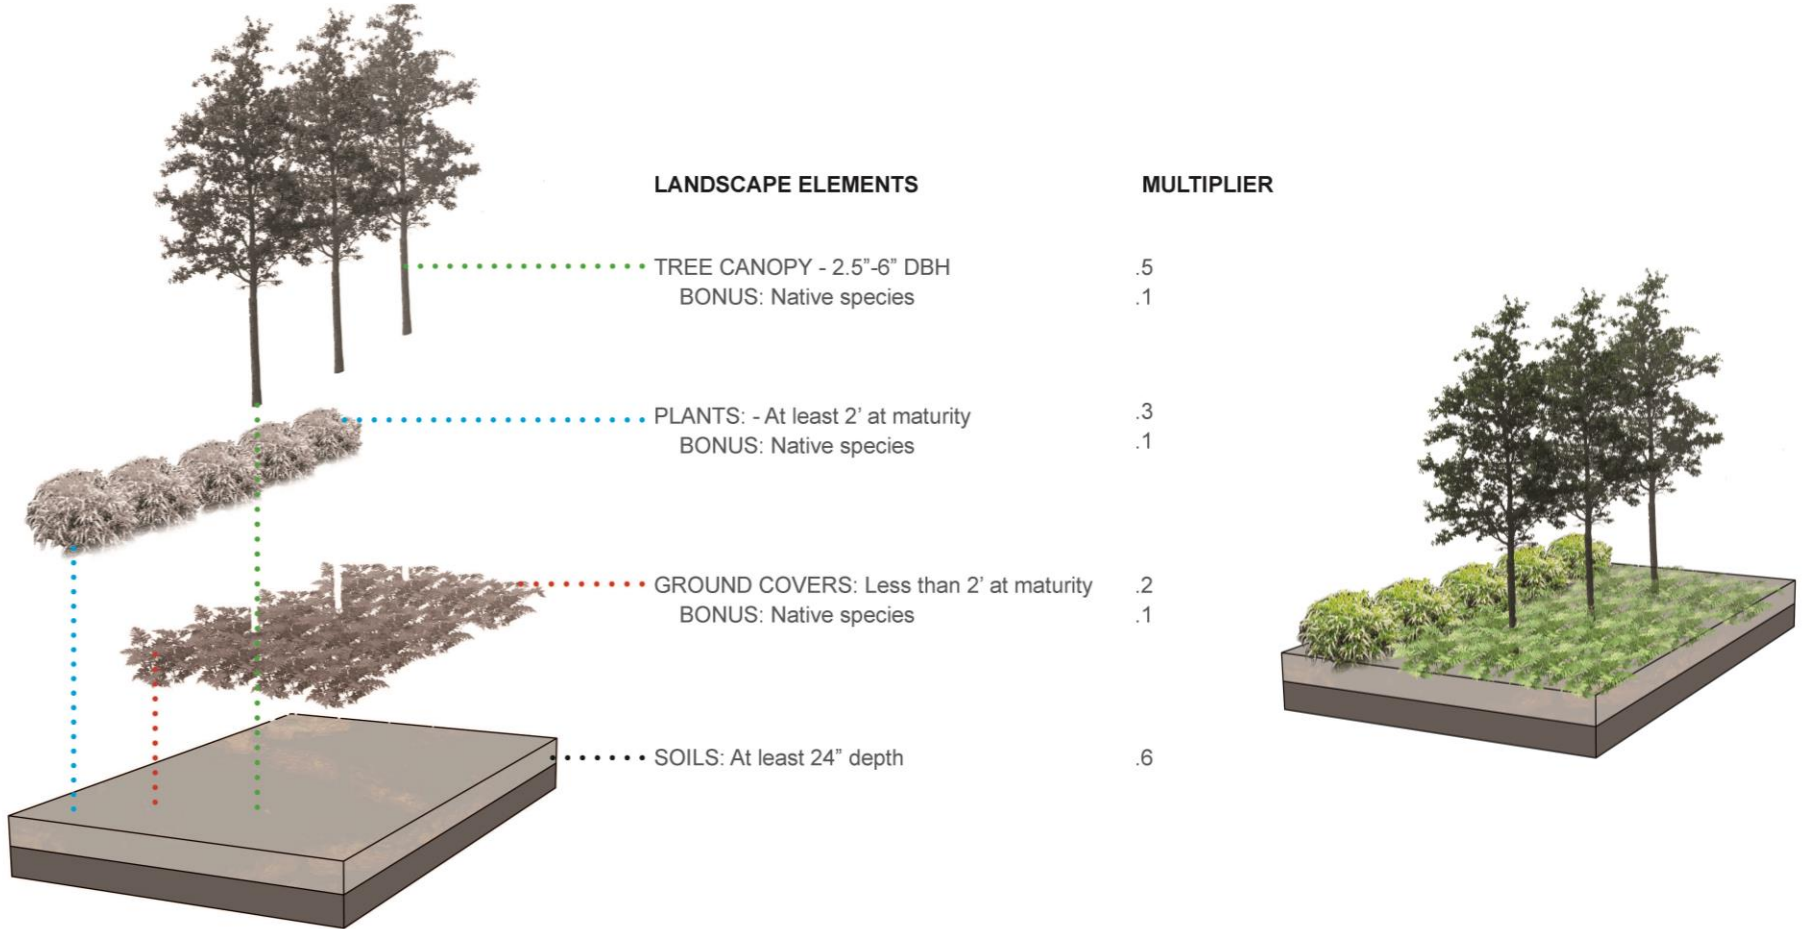 LANDSCAPE ELEMENTS MULTIPLIER
TREE CANOPY - 2.5”-6” DBH .5
BONUS: Native species .1
PLANTS: - At least 2’ at maturity .3
BONUS: Native species .1
GROUND COVERS: Less than 2’ at maturity .2
BONUS: Native species .1
SOILS: At least 24” depth .6